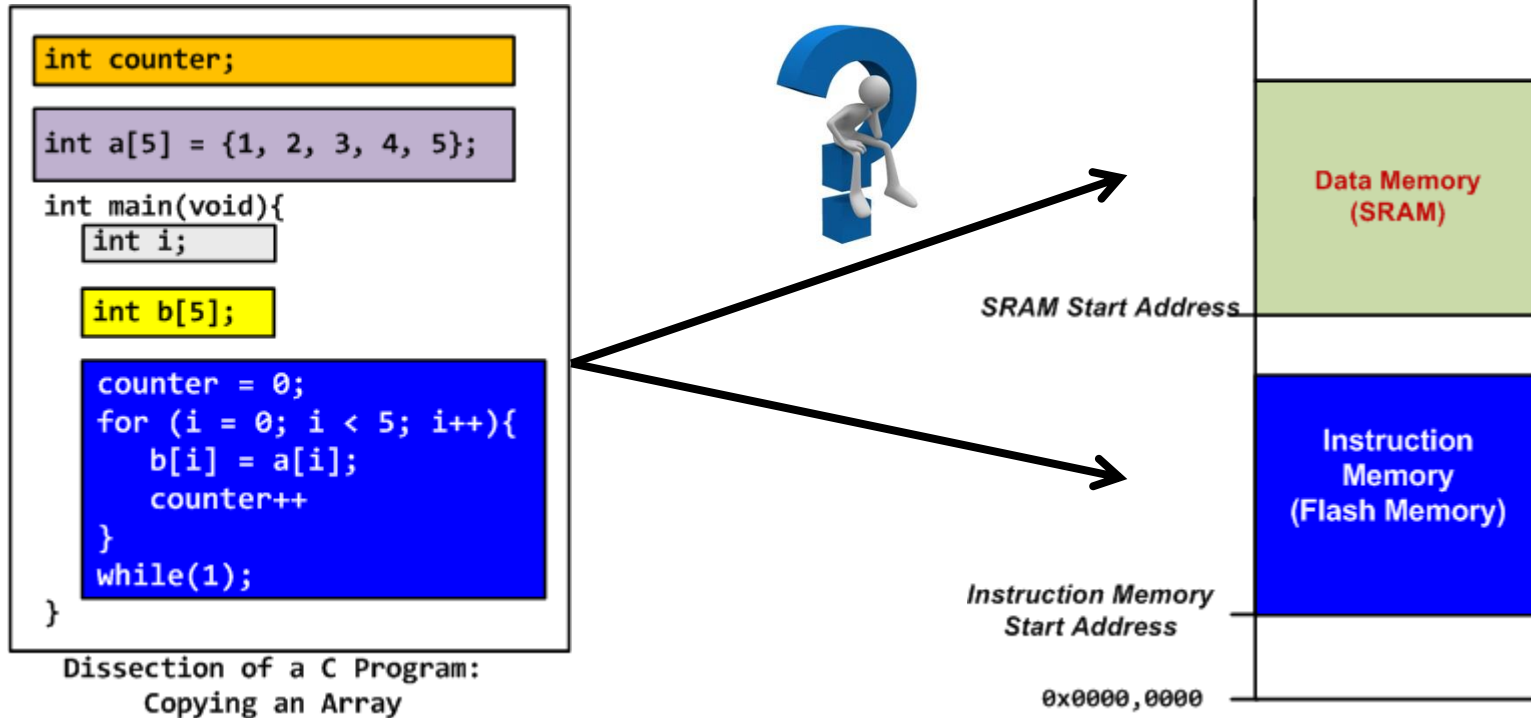 int counter;
int a[5] = {1, 2, 3, 4, 5};
int main(void){
int i;
int b[5];
counter = 0;
for (i = 0; i < 5; i++){
b[i] = a[i];
counter++
}
while(1);
}
Dissection of a C Program:
Copying an Array
Data Memory
(SRAM)
SRAM Start Address
Instruction
Memory
(Flash Memory)
Instruction Memory
Start Address
0x0000,0000